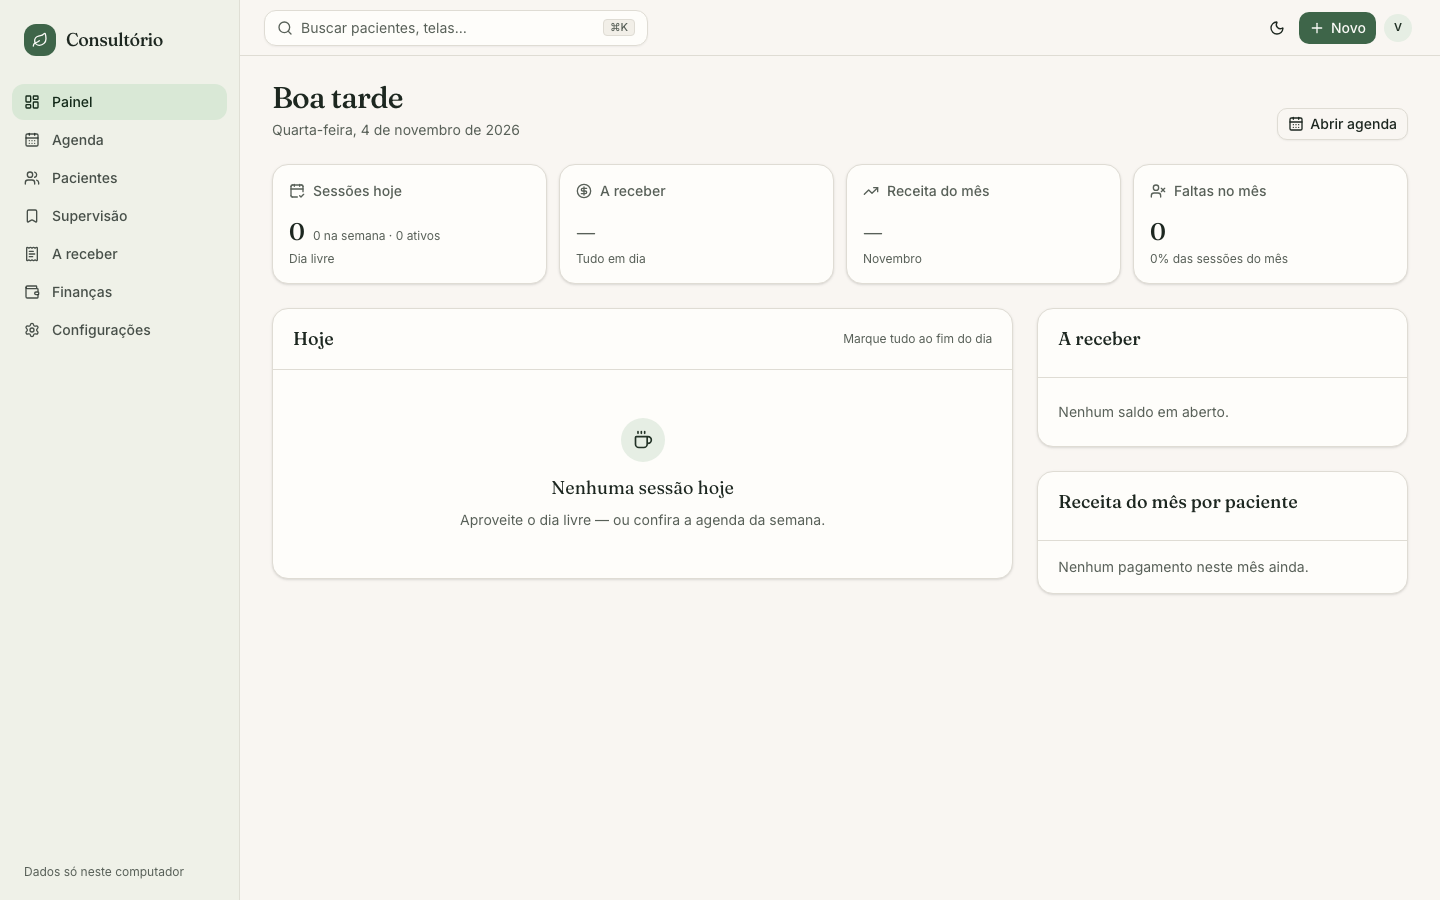 Consultório
Painel
Agenda
Pacientes
Supervisão
A receber
Finanças
Configurações
Dados só neste computador
Buscar pacientes, telas...
⌘K
Novo
V
Boa tarde
Quarta-feira, 4 de novembro de 2026
Abrir agenda
Sessões hoje
0 0 na semana · 0 ativos
Dia livre
A receber
—
Tudo em dia
Receita do mês
—
Novembro
Faltas no mês
0
0% das sessões do mês
Hoje
Marque tudo ao fim do dia
Nenhuma sessão hoje
Aproveite o dia livre — ou confira a agenda da semana.
A receber
Nenhum saldo em aberto.
Receita do mês por paciente
Nenhum pagamento neste mês ainda.